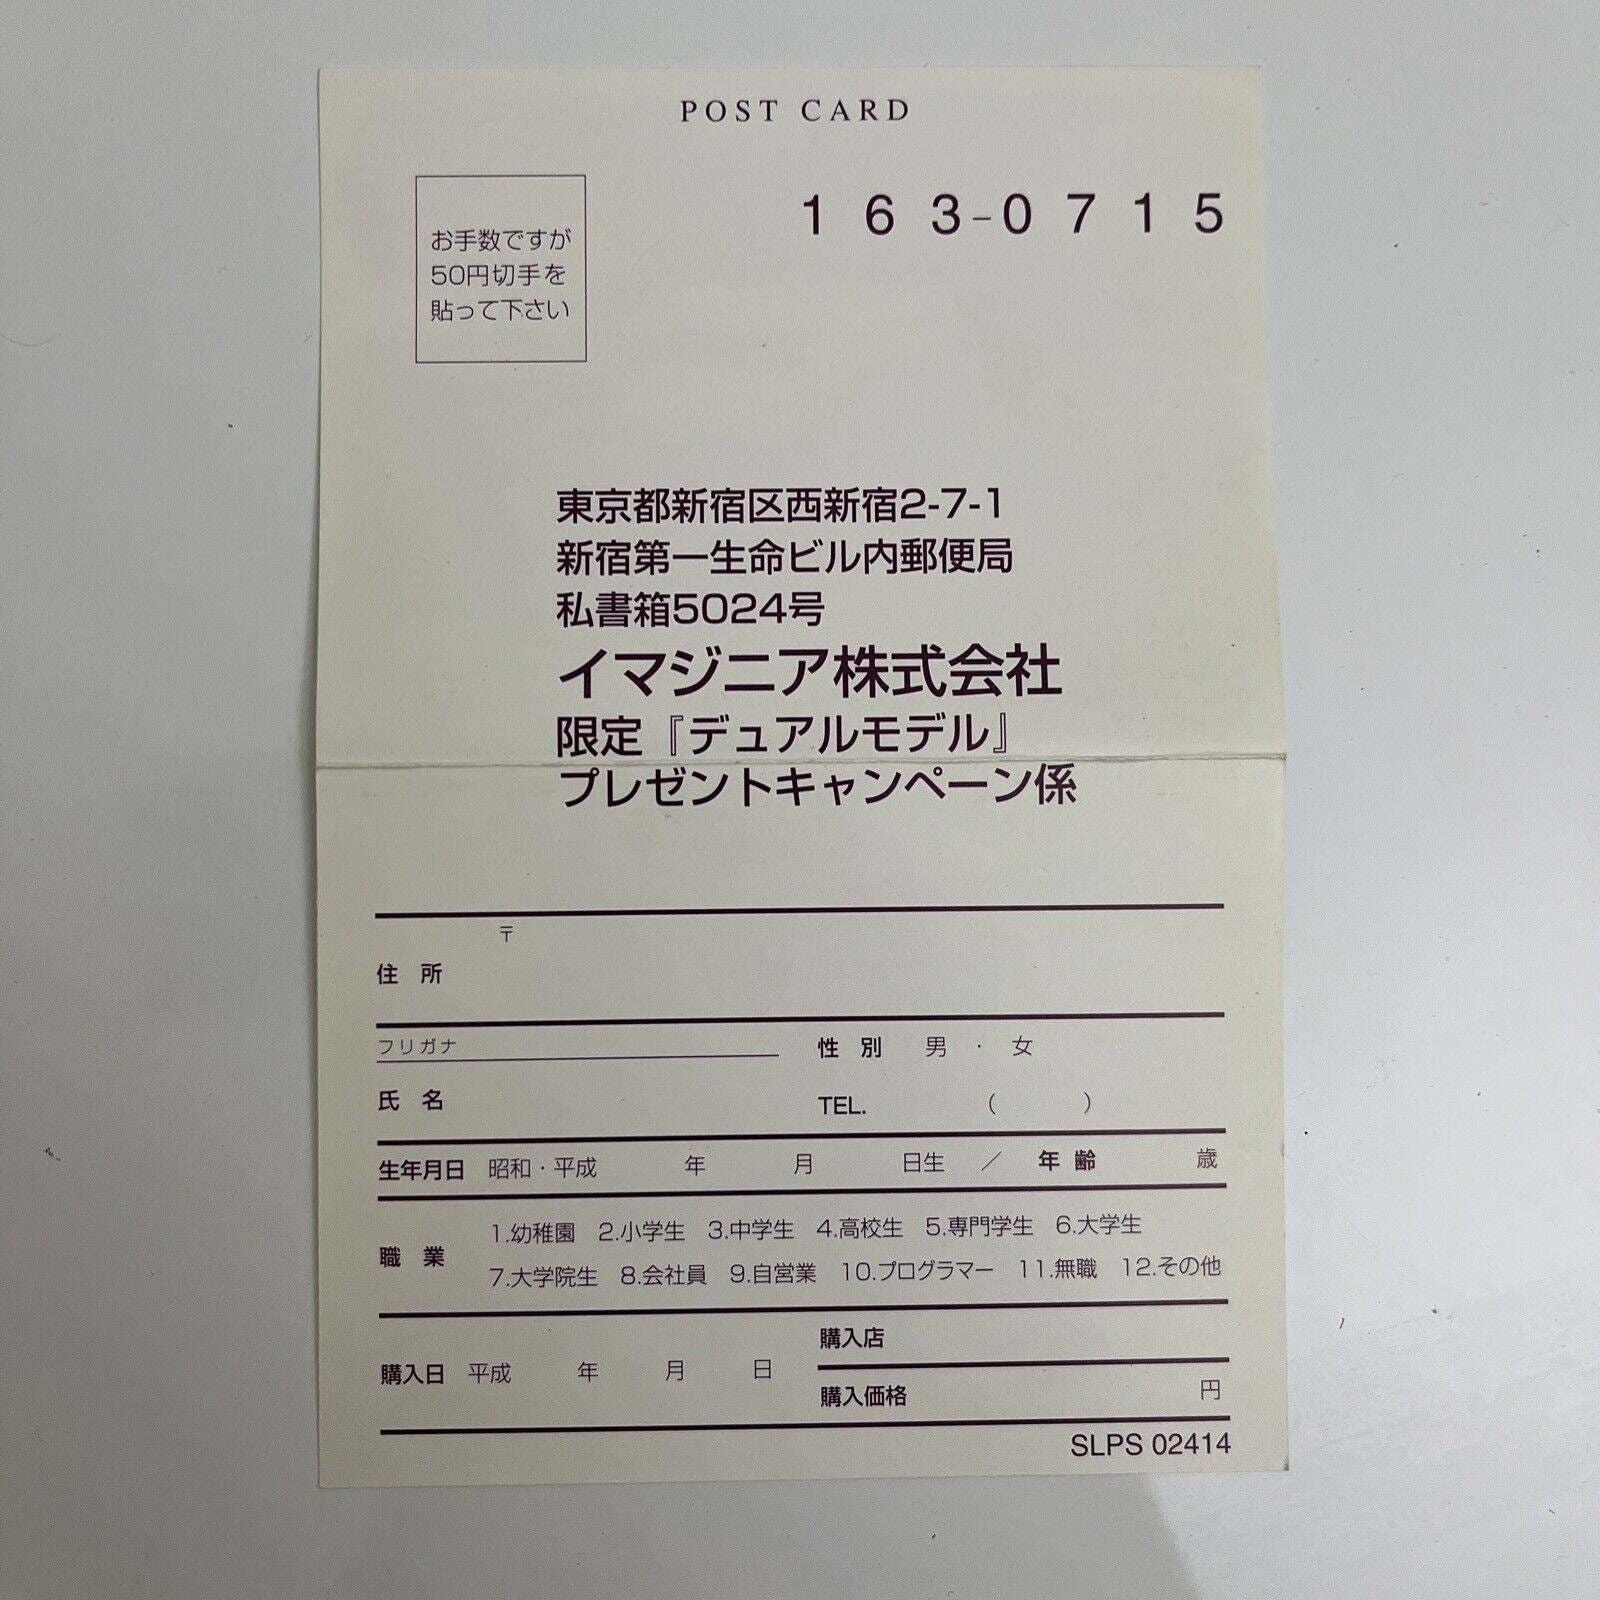 POST CARD
163-0715
お手数ですが
50円切手を
貼って下さい
東京都新宿区西新宿2-7-1
新宿第一生命ビル内郵便局
私書箱5024号
イマジニア株式会社
限定『デュアルモデル』
プレゼントキャンペーン係
〒
住所
フリガナ 性別 男・女
氏名 TEL. ( )
生年月日 昭和・平成 年 月 日生 / 年齢 歳
1.幼稚園 2.小学生 3.中学生 4.高校生 5.専門学生 6.大学生
職業
7.大学院生 8.会社員 9.自営業 10.プログラマー 11.無職 12.その他
購入店
購入日 平成 年 月 日
購入価格 円
SLPS 02414